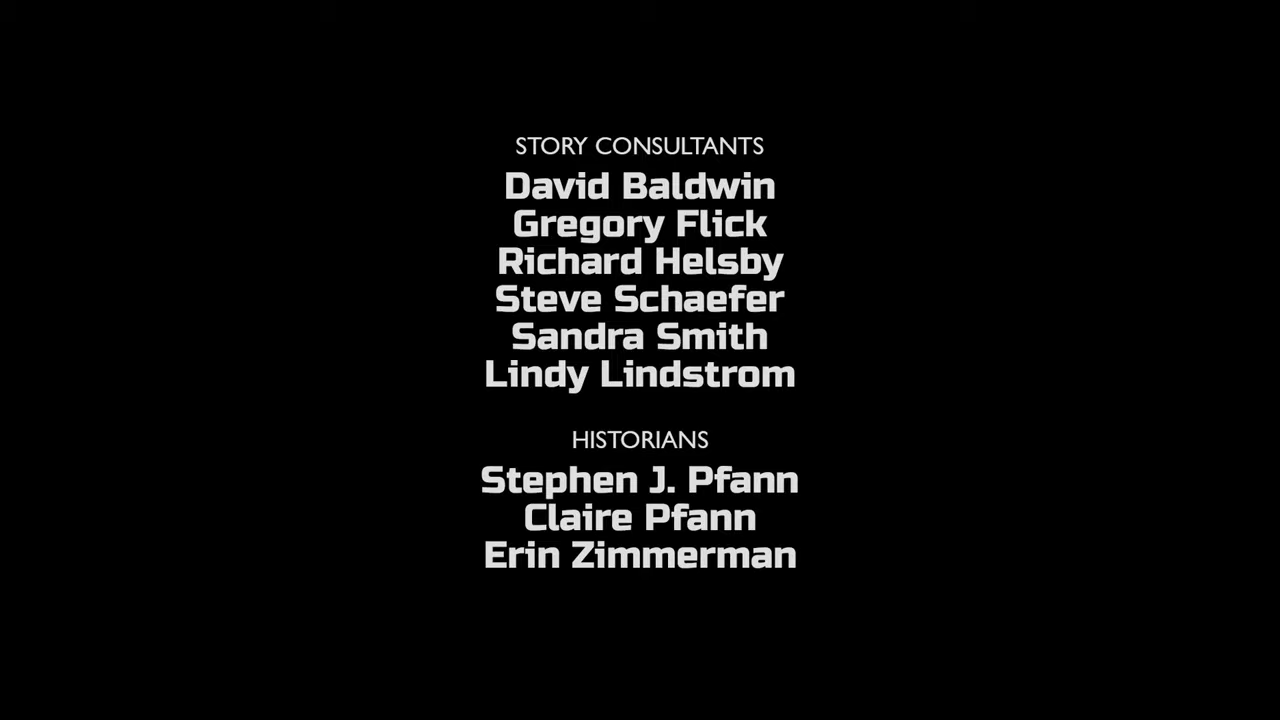 STORY CONSULTANTS
David Baldwin
Gregory Flick
Richard Helsby
Steve Schaefer
Sandra Smith
Lindy Lindstrom
HISTORIANS
Stephen J. Pfann
Claire Pfann
Erin Zimmerman